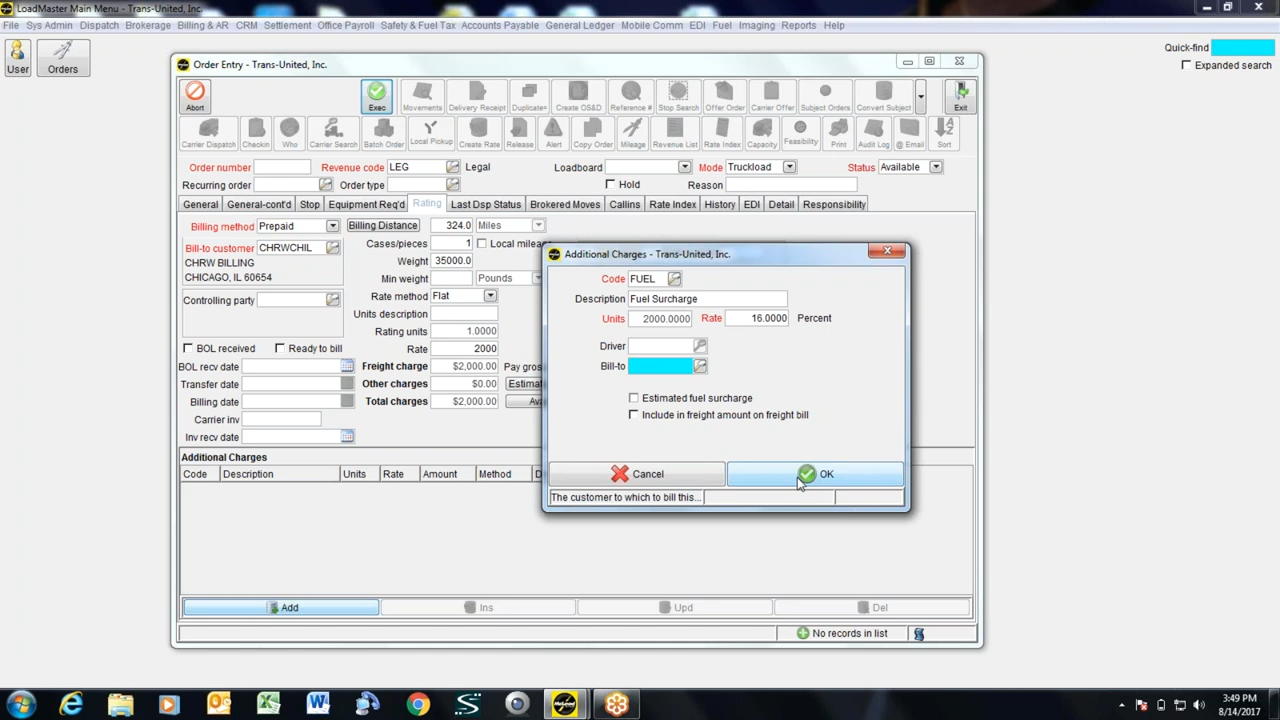 LoadMaster Main Menu - Trans-United, Inc.
File Sys Admin Dispatch Brokerage Billing & AR CRM Settlement Office Payroll Safety & Fuel Tax Accounts Payable General Ledger Mobile Comm EDI Fuel Imaging Reports Help
User Orders
Quick-find
Expanded search
Order Entry - Trans-United, Inc.
Abort Exec Movements Delivery Receipt Duplicate= Create OS&D Reference # Stop Search Offer Order Carrier Offer Subject Orders Convert Subject Exit
Carrier Dispatch Checkin Who Carrier Search Batch Order Local Pickup Create Rate Release Alert Copy Order Mileage Revenue List Rate Index Capacity Feasibility Print Audit Log @ Email Sort
Order number Revenue code LEG Legal Loadboard Mode Truckload Status Available
Recurring order Order type Hold Reason
General General-cont'd Stop Equipment Req'd Rating Last Dsp Status Brokered Moves Callins Rate Index History EDI Detail Responsibility
Billing method Prepaid Billing Distance 324.0 Miles
Bill-to customer CHRWCHIL Cases/pieces 1 Local mileage
CHRW BILLING Weight 35000.0
CHICAGO, IL 60654 Min weight Pounds
Controlling party Rate method Flat
Units description
Rating units 1.0000
BOL received Ready to bill Rate 2000
BOL recv date Freight charge $2,000.00 Pay gros
Transfer date Other charges $0.00 Estimat
Billing date Total charges $2,000.00 Ava
Carrier inv
Inv recv date
Additional Charges
Code Description Units Rate Amount Method D
Add Ins Upd Del
No records in list
Additional Charges - Trans-United, Inc.
Code FUEL
Description Fuel Surcharge
Units 2000.0000 Rate 16.0000 Percent
Driver
Bill-to
Estimated fuel surcharge
Include in freight amount on freight bill
Cancel OK
The customer to which to bill this...
McLeod
3:49 PM
8/14/2017